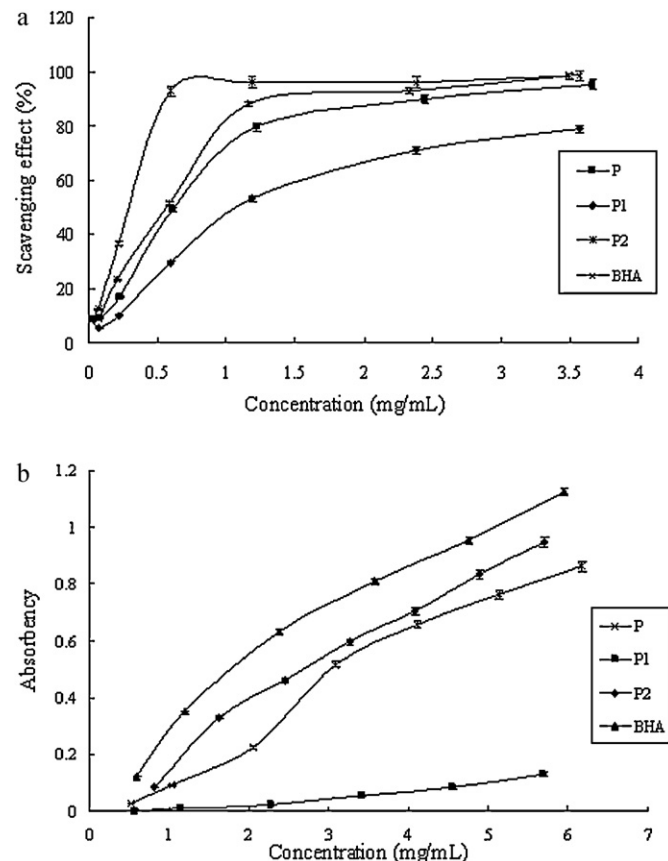 a
120
100
80
60
40
20
0
Scavenging effect (%)
0 0.5 1 1.5 2 2.5 3 3.5 4
Concentration (mg/mL)
P
P1
P2
BHA
b
1.2
1
0.8
0.6
0.4
0.2
0
Absorbency
0 1 2 3 4 5 6 7
Concentration (mg/mL)
P
P1
P2
BHA